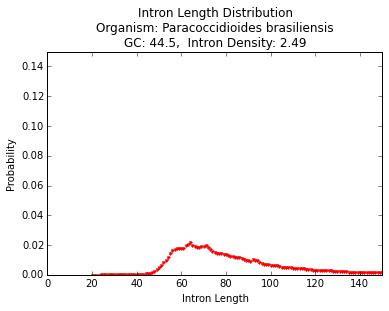 Intron Length Distribution
Organism: Paracoccidioides brasiliensis
GC: 44.5,  Intron Density: 2.49
0.14
0.12
0.10
0.08
0.06
0.04
0.02
0.00
Probability
0 20 40 60 80 100 120 140
Intron Length